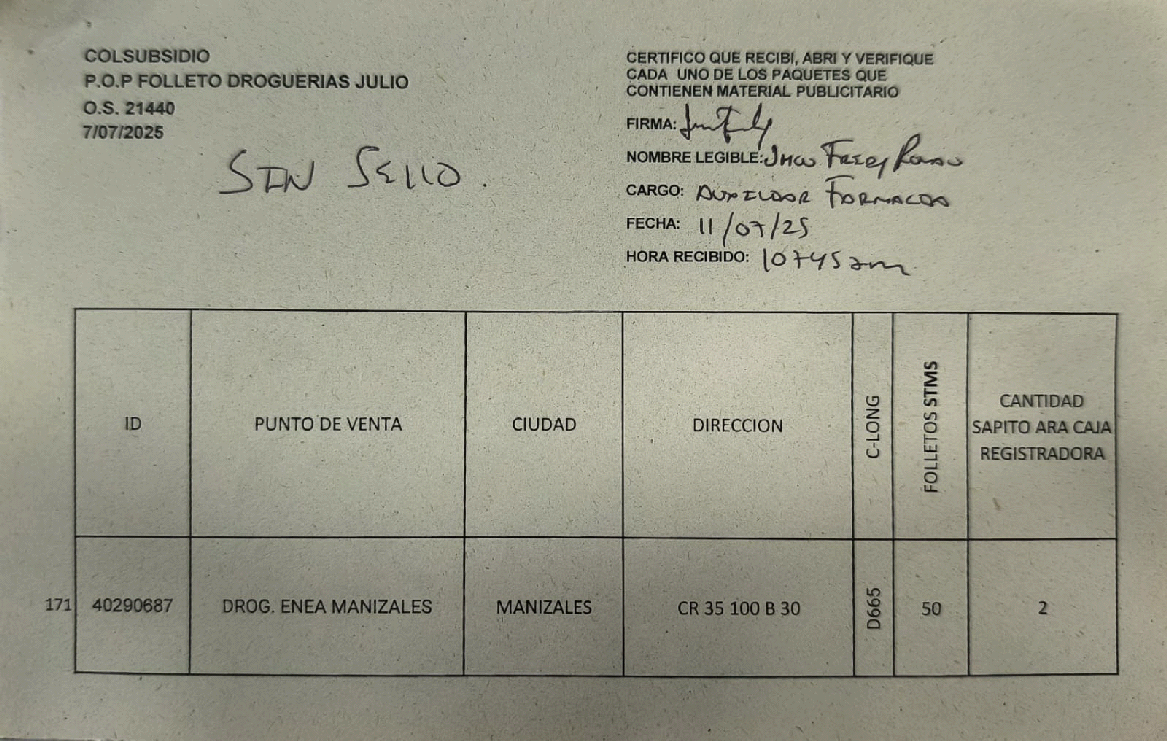 COLSUBSIDIO
P.O.P FOLLETO DROGUERIAS JULIO
O.S. 21440
7/07/2025
SIN SELLO.
CERTIFICO QUE RECIBI, ABRI Y VERIFIQUE
CADA UNO DE LOS PAQUETES QUE
CONTIENEN MATERIAL PUBLICITARIO
FIRMA:
NOMBRE LEGIBLE:
CARGO: AUXILIAR FORMACIA
FECHA: 11/07/25
HORA RECIBIDO:
ID
PUNTO DE VENTA
CIUDAD
DIRECCION
C-LONG
FOLLETOS STMS
CANTIDAD
SAPITO ARA CAJA
REGISTRADORA
171 40290687 DROG. ENEA MANIZALES MANIZALES CR 35 100 B 30 D665 50 2